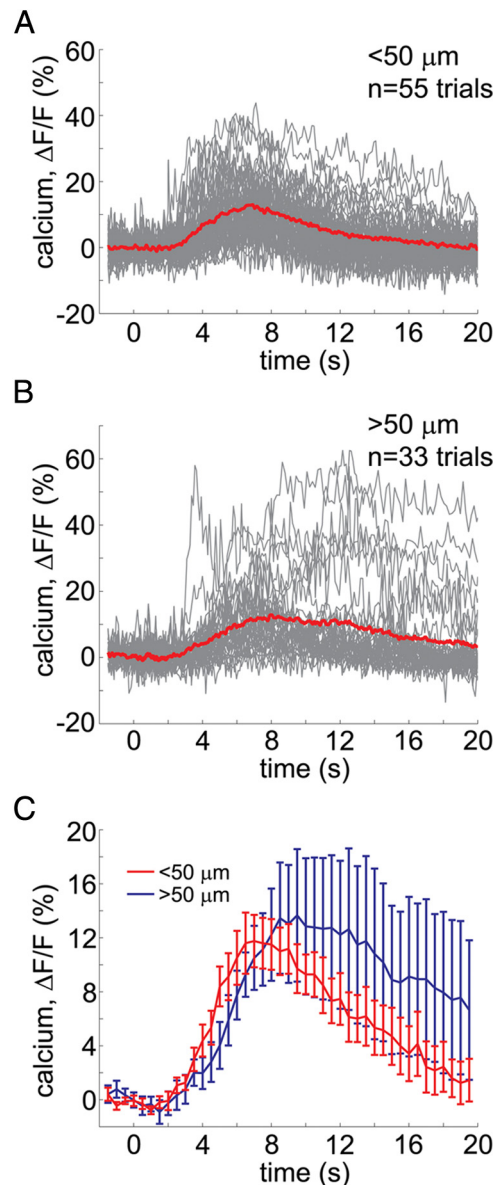 A
<50 μm
n=55 trials
60
40
20
0
-20
calcium, ΔF/F (%)
0 4 8 12 16 20
time (s)
B
>50 μm
n=33 trials
60
40
20
0
-20
calcium, ΔF/F (%)
0 4 8 12 16 20
time (s)
C
<50 μm
>50 μm
20
16
12
8
4
0
calcium, ΔF/F (%)
0 4 8 12 16 20
time (s)